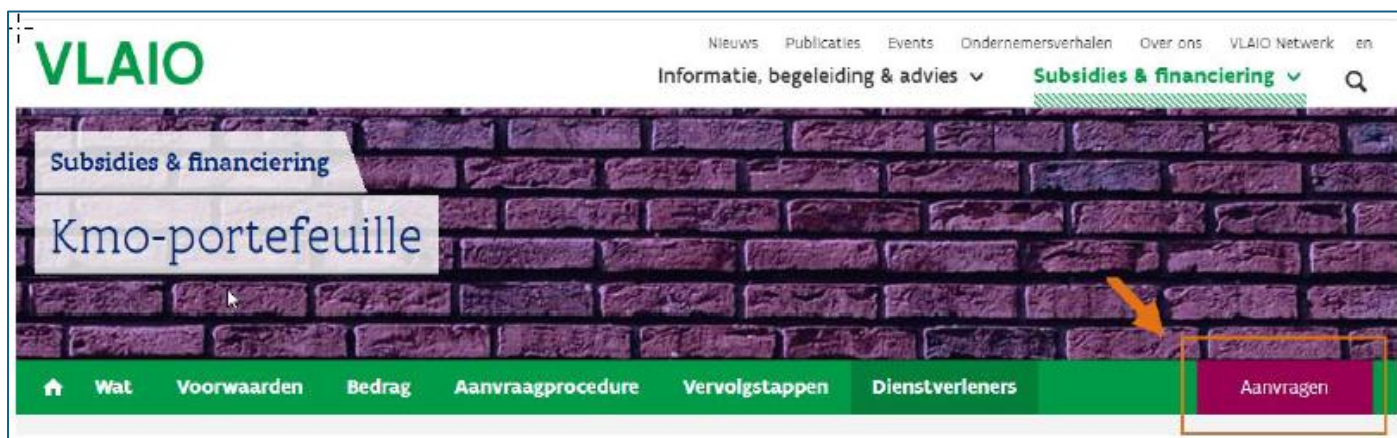 VLAIO
Nieuws Publicaties Events Ondernemersverhalen Over ons VLAIO Netwerk en
Informatie, begeleiding & advies Subsidies & financiering
Subsidies & financiering
Kmo-portefeuille
Wat Voorwaarden Bedrag Aanvraagprocedure Vervolgstappen Dienstverleners Aanvragen